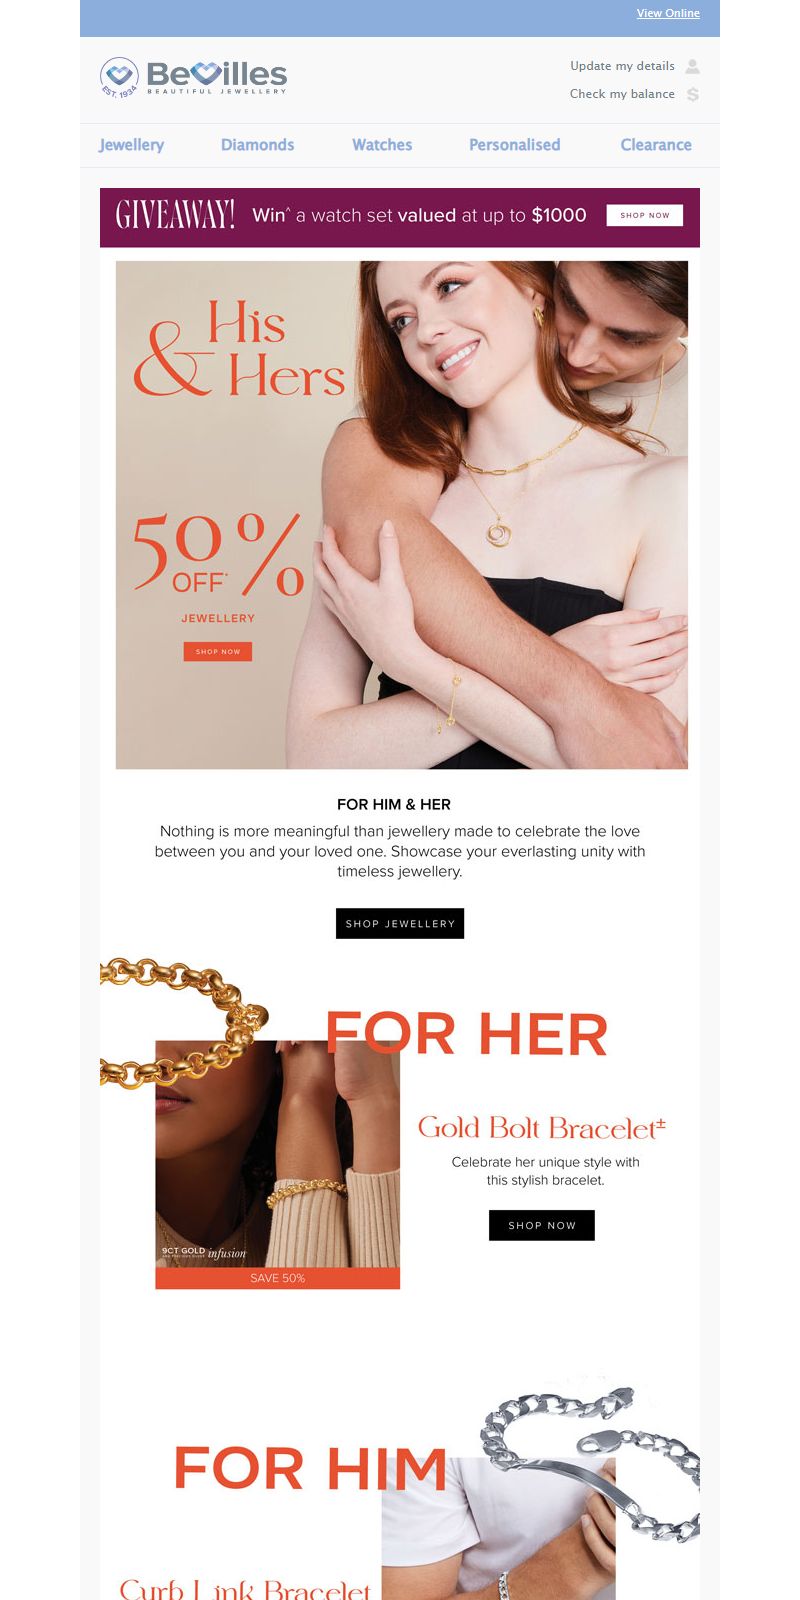 View Online
BeVilles
BEAUTIFUL JEWELLERY
EST. 1934
Update my details
Check my balance
$
Jewellery Diamonds Watches Personalised Clearance
GIVEAWAY! Win^ a watch set valued at up to $1000 SHOP NOW
His
& Hers
50%
OFF*
JEWELLERY
SHOP NOW
FOR HIM & HER
Nothing is more meaningful than jewellery made to celebrate the love
between you and your loved one. Showcase your everlasting unity with
timeless jewellery.
SHOP JEWELLERY
FOR HER
Gold Bolt Bracelet±
Celebrate her unique style with
this stylish bracelet.
SHOP NOW
9CT GOLD infusion
SAVE 50%
FOR HIM
Curb Link Bracelet